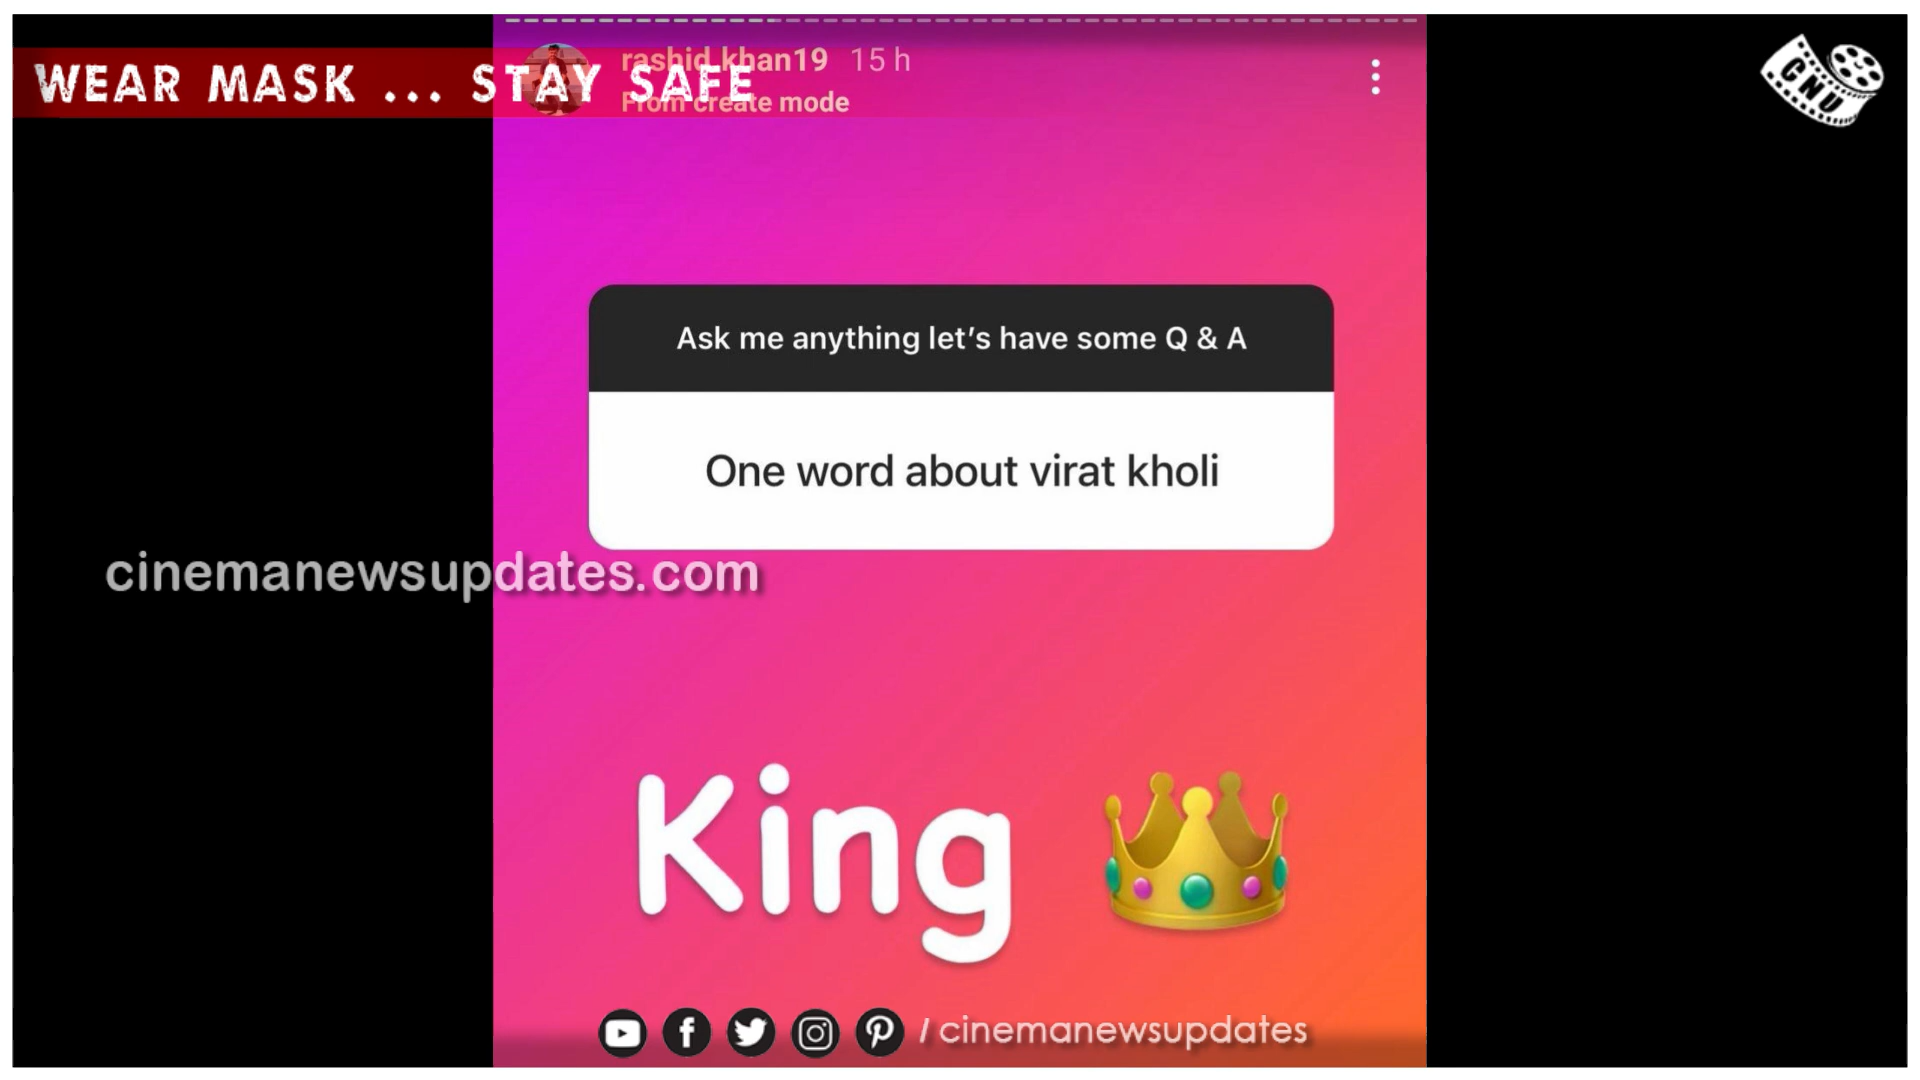 WEAR MASK ... STAY SAFE
rashid.khan19 15 h
From create mode
CNU
Ask me anything let's have some Q & A
One word about virat kholi
cinemanewsupdates.com
King 👑
/ cinemanewsupdates